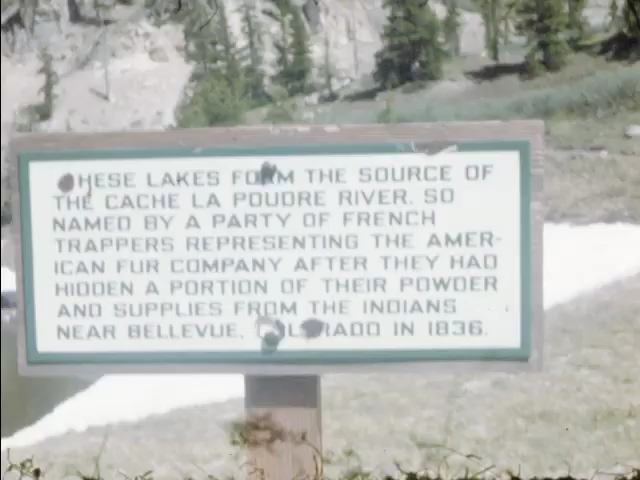 THESE LAKES FORM THE SOURCE OF
THE CACHE LA POUDRE RIVER. SO
NAMED BY A PARTY OF FRENCH
TRAPPERS REPRESENTING THE AMER-
ICAN FUR COMPANY AFTER THEY HAD
HIDDEN A PORTION OF THEIR POWDER
AND SUPPLIES FROM THE INDIANS
NEAR BELLEVUE, COLORADO IN 1836.